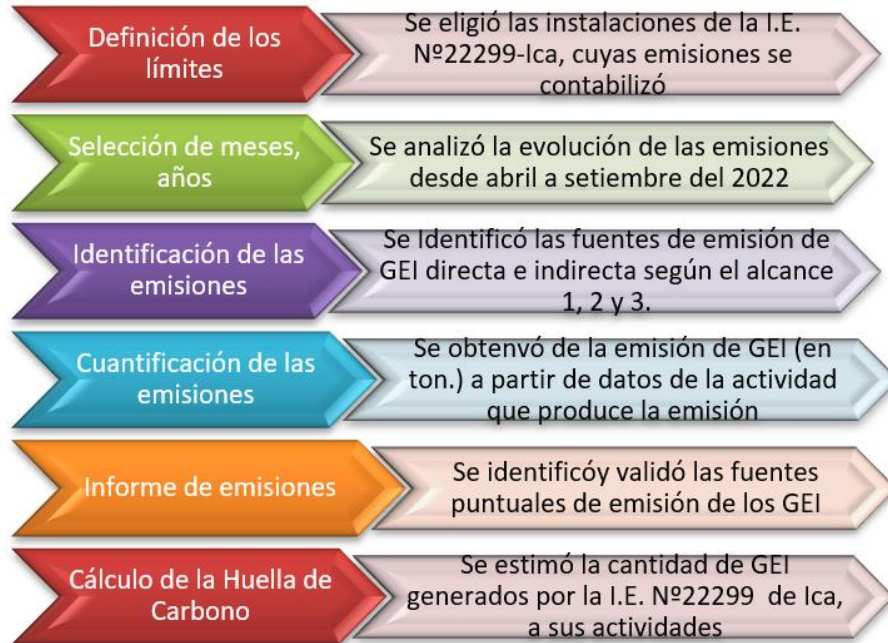 Definición de los
límites
Se eligió las instalaciones de la I.E.
Nº22299-Ica, cuyas emisiones se
contabilizó
Selección de meses,
años
Se analizó la evolución de las emisiones
desde abril a setiembre del 2022
Identificación de las
emisiones
Se Identificó las fuentes de emisión de
GEI directa e indirecta según el alcance
1, 2 y 3.
Cuantificación de las
emisiones
Se obtenvó de la emisión de GEI (en
ton.) a partir de datos de la actividad
que produce la emisión
Informe de emisiones
Se identificóy validó las fuentes
puntuales de emisión de los GEI
Cálculo de la Huella de
Carbono
Se estimó la cantidad de GEI
generados por la I.E. Nº22299 de Ica,
a sus actividades